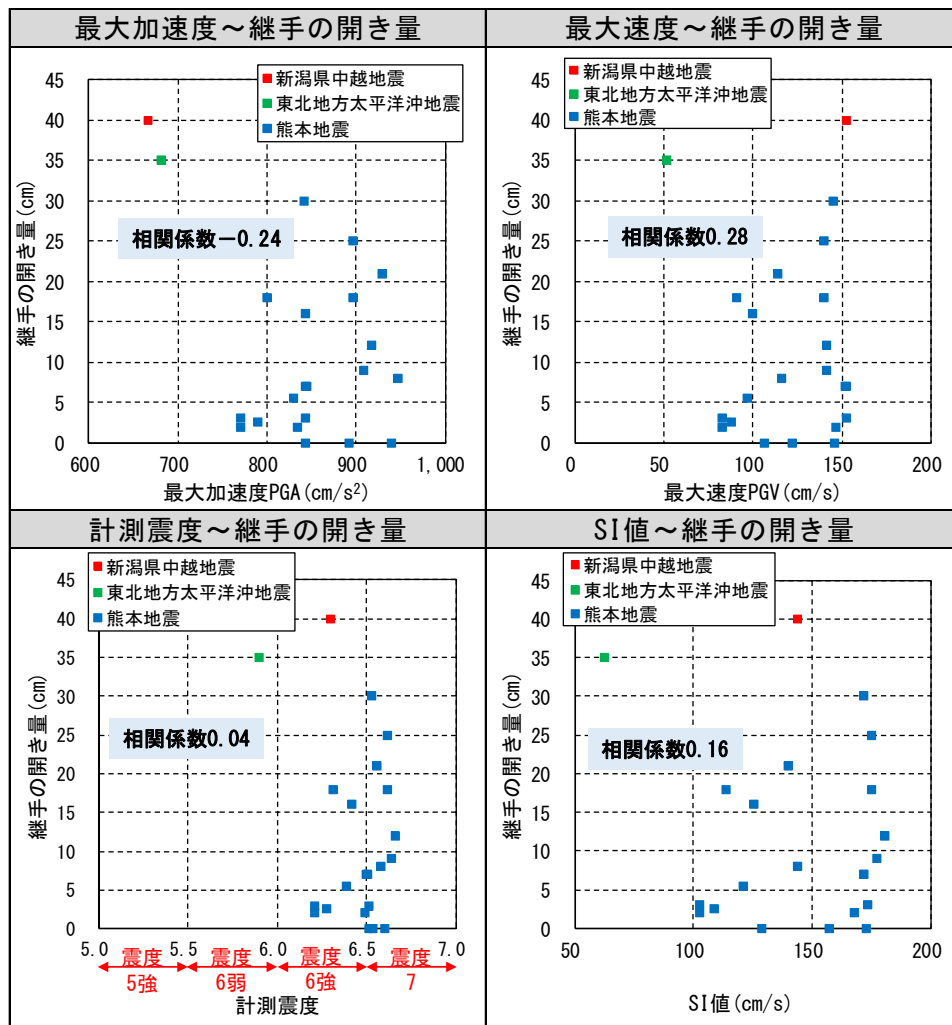 最大加速度～継手の開き量
45
40
35
30
25
20
15
10
5
0
継手の開き量(cm)
新潟県中越地震
東北地方太平洋沖地震
熊本地震
相関係数－0.24
600 700 800 900 1,000
最大加速度PGA(cm/s²)
最大速度～継手の開き量
45
40
35
30
25
20
15
10
5
0
継手の開き量(cm)
新潟県中越地震
東北地方太平洋沖地震
熊本地震
相関係数0.28
0 50 100 150 200
最大速度PGV(cm/s)
計測震度～継手の開き量
45
40
35
30
25
20
15
10
5
0
継手の開き量(cm)
新潟県中越地震
東北地方太平洋沖地震
熊本地震
相関係数0.04
5.0 5.5 6.0 6.5 7.0
震度 震度 震度 震度
5強 6弱 6強 7
計測震度
SI値～継手の開き量
45
40
35
30
25
20
15
10
5
0
継手の開き量(cm)
新潟県中越地震
東北地方太平洋沖地震
熊本地震
相関係数0.16
50 100 150 200
SI値(cm/s)